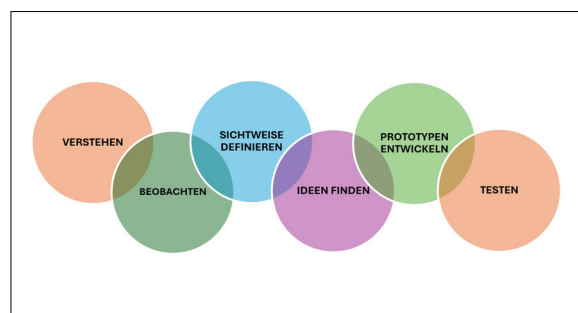 VERSTEHEN
BEOBACHTEN
SICHTWEISE
DEFINIEREN
IDEEN FINDEN
PROTOTYPEN
ENTWICKELN
TESTEN